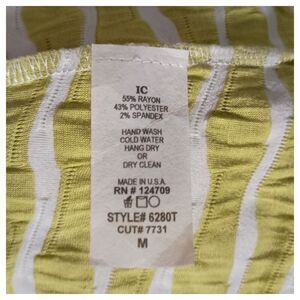 IC
55% RAYON
43% POLYESTER
2% SPANDEX
HAND WASH
COLD WATER
HANG DRY
OR
DRY CLEAN
MADE IN U.S.A.
RN # 124709
STYLE# 6280T
CUT# 7731
M